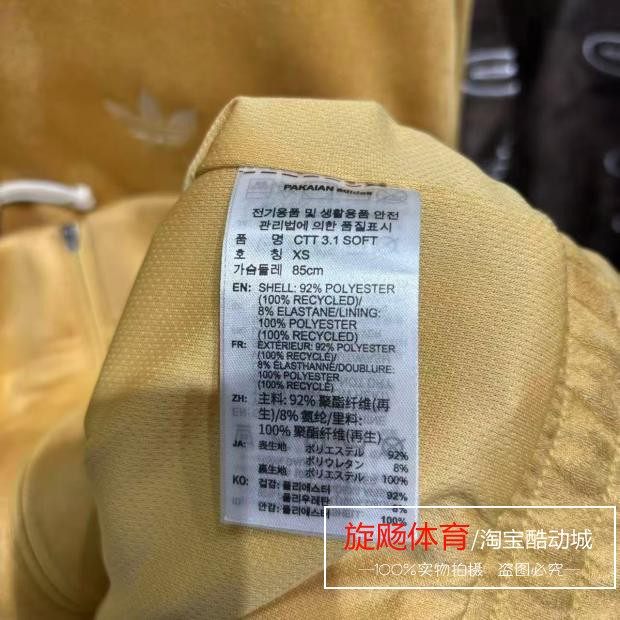 PAKAIAN adidas
전기용품 및 생활용품 안전
관리법에 의한 품질표시
품 명 CTT 3.1 SOFT
호 칭 XS
가슴둘레 85cm
EN: SHELL: 92% POLYESTER
(100% RECYCLED)/
8% ELASTANE/LINING:
100% POLYESTER
(100% RECYCLED)
FR: EXTÉRIEUR: 92% POLYESTER
(100% RECYCLÉ)/
8% ÉLASTHANNE/DOUBLURE:
100% POLYESTER
(100% RECYCLÉ)
ZH: 主料: 92% 聚酯纤维(再
生)/8% 氨纶/里料:
100% 聚酯纤维(再生)
JA: 表生地 ポリエステル 92%
ポリウレタン 8%
裏生地 ポリエステル 100%
KO: 겉감: 폴리에스터 92%
폴리우레탄 8%
안감: 폴리에스터 100%
旋飚体育/淘宝酷动城
—100%实物拍摄 盗图必究—